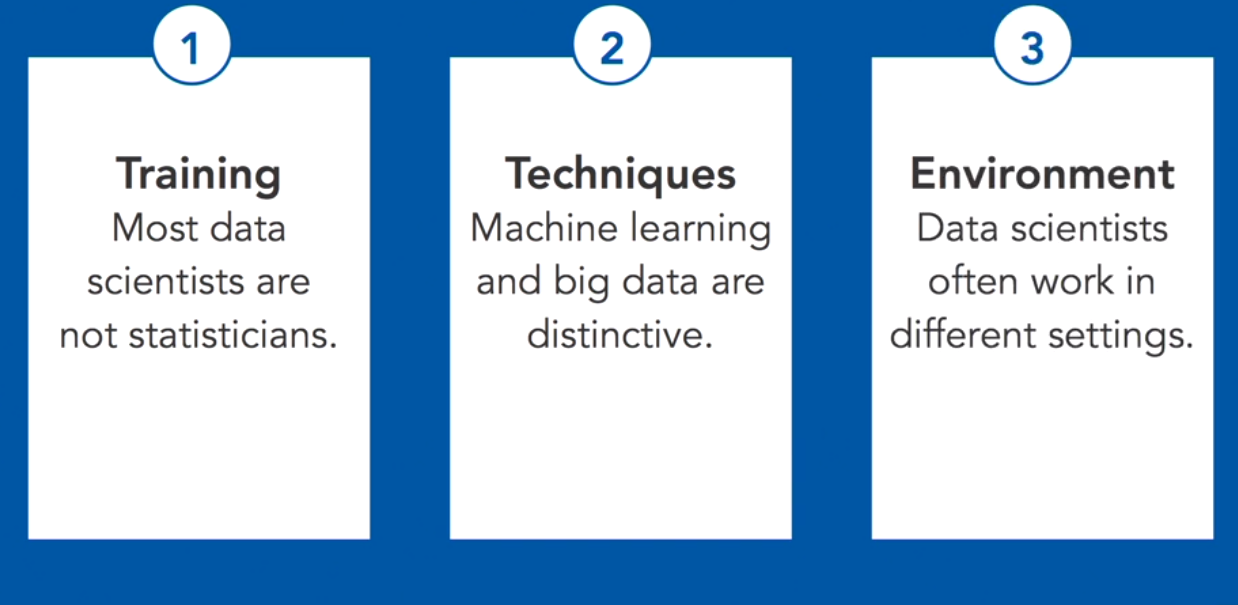 1
Training
Most data
scientists are
not statisticians.
2
Techniques
Machine learning
and big data are
distinctive.
3
Environment
Data scientists
often work in
different settings.